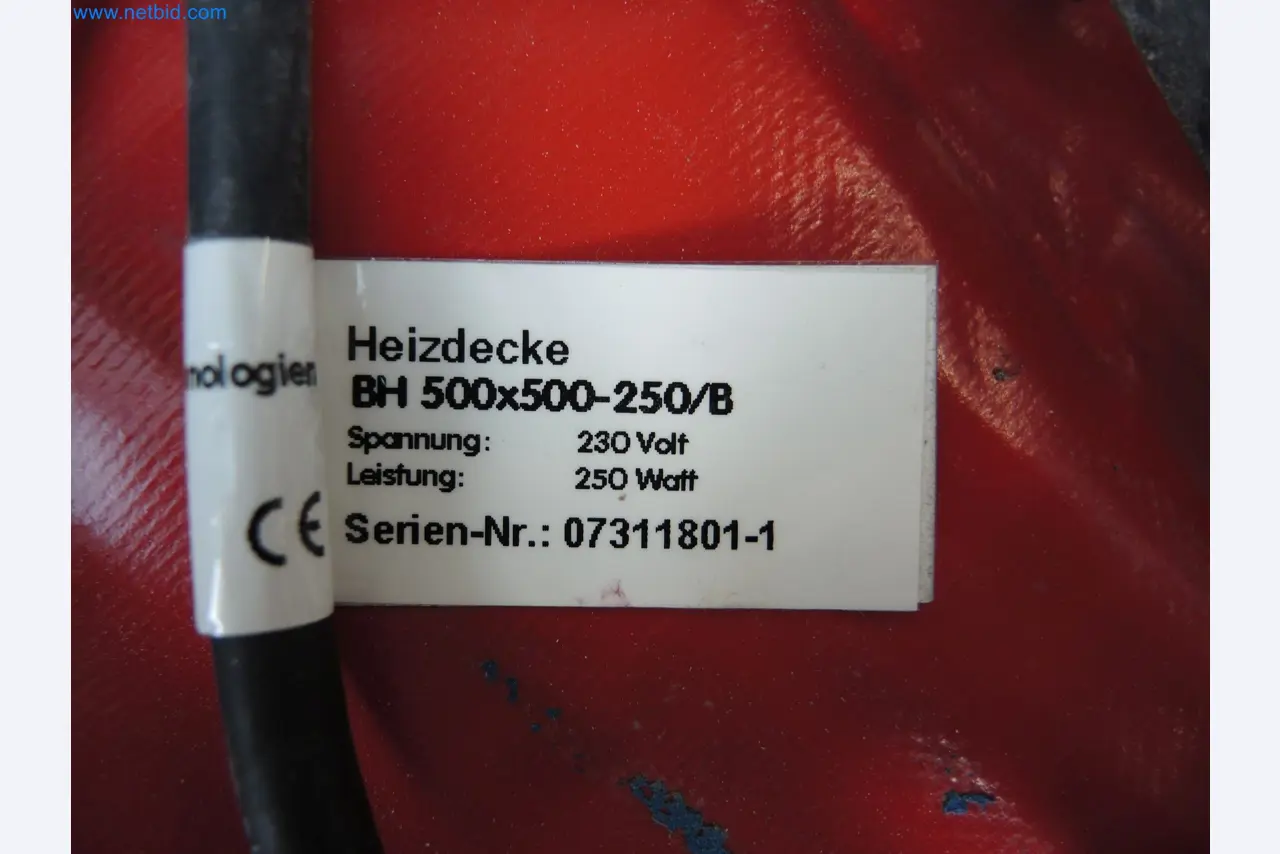 www.netbid.com
Heizdecke
BH 500x500-250/B
Spannung: 230 Volt
Leistung: 250 Watt
Serien-Nr.: 07311801-1
nologien
CE